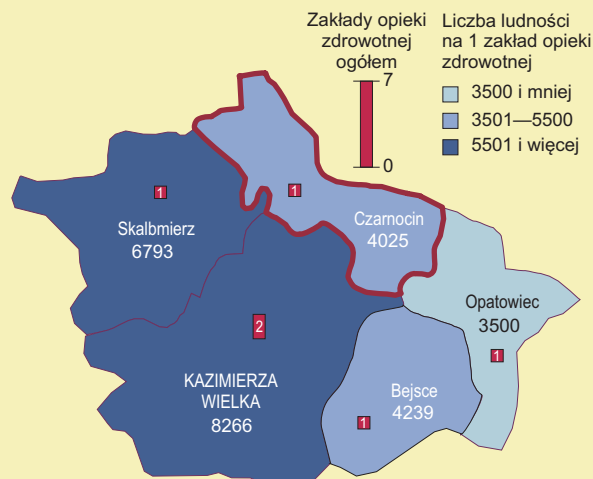 Zakłady opieki
zdrowotnej
ogółem
7
0
Liczba ludności
na 1 zakład opieki
zdrowotnej
3500 i mniej
3501—5500
5501 i więcej
1
Skalbmierz
6793
1
Czarnocin
4025
Opatowiec
3500
1
2
KAZIMIERZA
WIELKA
8266
Bejsce
4239
1